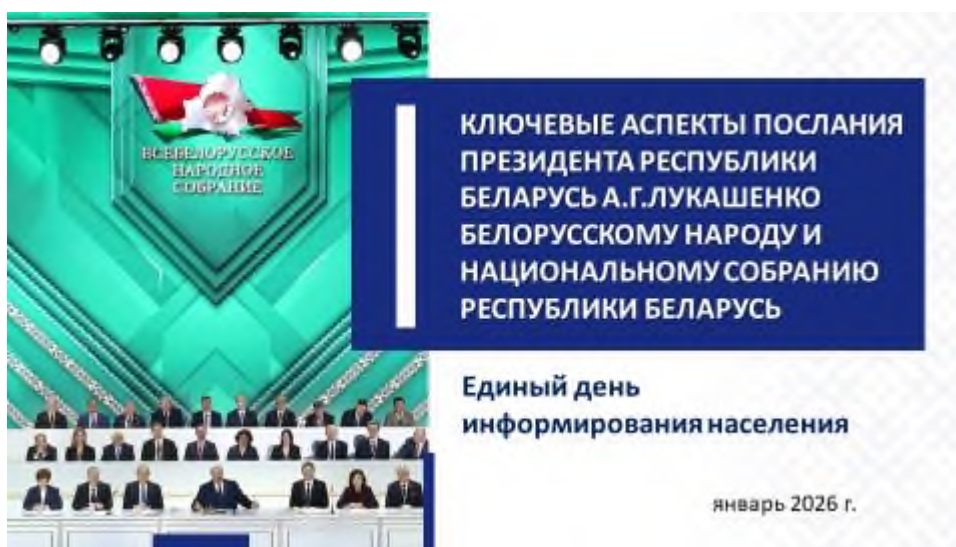 ВСЕБЕЛОРУССКОЕ
НАРОДНОЕ
СОБРАНИЕ
КЛЮЧЕВЫЕ АСПЕКТЫ ПОСЛАНИЯ
ПРЕЗИДЕНТА РЕСПУБЛИКИ
БЕЛАРУСЬ А.Г.ЛУКАШЕНКО
БЕЛОРУССКОМУ НАРОДУ И
НАЦИОНАЛЬНОМУ СОБРАНИЮ
РЕСПУБЛИКИ БЕЛАРУСЬ
Единый день
информирования населения
январь 2026 г.